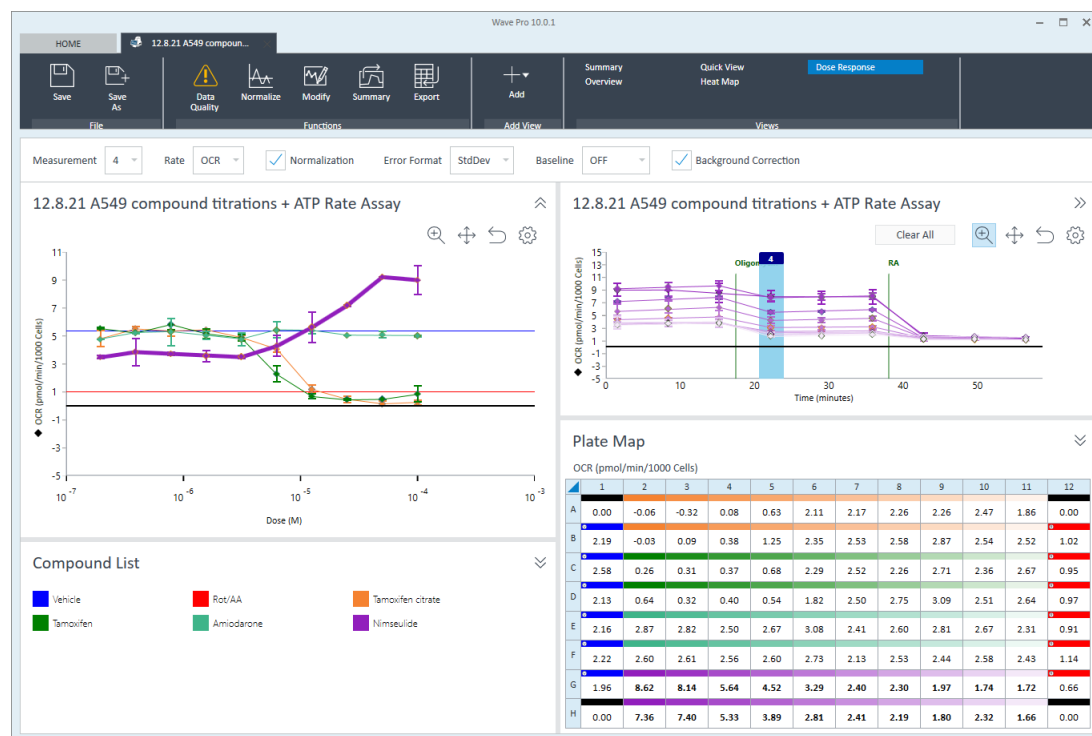 Wave Pro 10.0.1
HOME
12.8.21 A549 compoun...
Save
Save As
Data Quality
Normalize
Modify
Summary
Export
Add
Summary
Quick View
Dose Response
Overview
Heat Map
File
Functions
Add View
Views
Measurement 4 Rate OCR Normalization Error Format StdDev Baseline OFF Background Correction
12.8.21 A549 compound titrations + ATP Rate Assay
11
9
7
5
3
1
-1
-3
-5
OCR (pmol/min/1000 Cells)
10-7 10-6 10-5 10-4 10-3
Dose (M)
Compound List
Vehicle Rot/AA Tamoxifen citrate
Tamoxifen Amiodarone Nimseulide
12.8.21 A549 compound titrations + ATP Rate Assay
Clear All
15
13
11
9
7
5
3
1
-1
-3
-5
OCR (pmol/min/1000 Cells)
Oligon
4
RA
0 10 20 30 40 50
Time (minutes)
Plate Map
OCR (pmol/min/1000 Cells)
1 2 3 4 5 6 7 8 9 10 11 12
A 0.00 -0.06 -0.32 0.08 0.63 2.11 2.17 2.26 2.26 2.47 1.86 0.00
B 2.19 -0.03 0.09 0.38 1.25 2.35 2.53 2.58 2.87 2.54 2.52 1.02
C 2.58 0.26 0.31 0.37 0.68 2.29 2.52 2.26 2.71 2.36 2.67 0.95
D 2.13 0.64 0.32 0.40 0.54 1.82 2.50 2.75 3.09 2.51 2.64 0.97
E 2.16 2.87 2.82 2.50 2.67 3.08 2.41 2.60 2.81 2.67 2.31 0.91
F 2.22 2.60 2.61 2.56 2.60 2.73 2.13 2.53 2.44 2.58 2.43 1.14
G 1.96 8.62 8.14 5.64 4.52 3.29 2.40 2.30 1.97 1.74 1.72 0.66
H 0.00 7.36 7.40 5.33 3.89 2.81 2.41 2.19 1.80 2.32 1.66 0.00